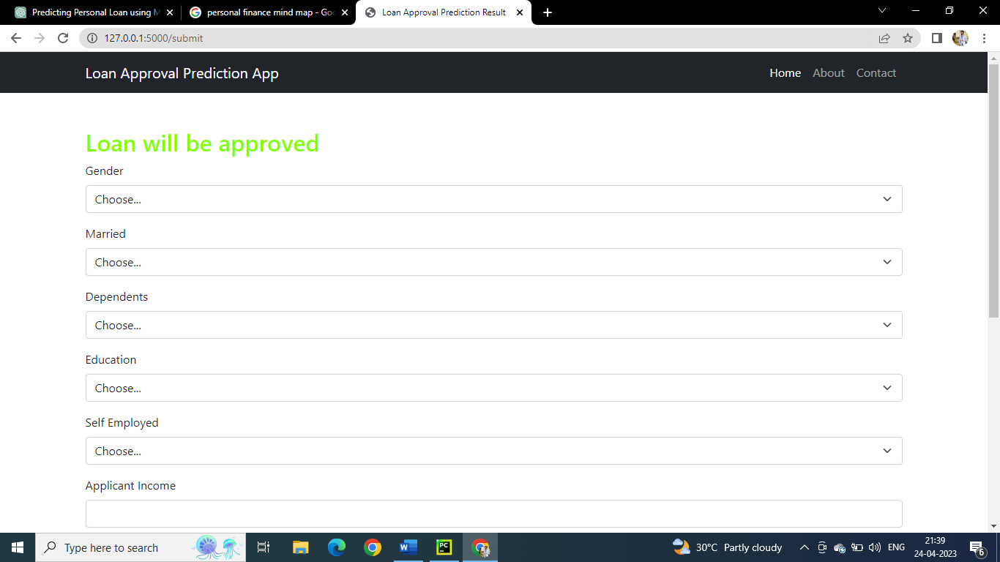 Predicting Personal Loan using M
personal finance mind map - Goo
Loan Approval Prediction Result
127.0.0.1:5000/submit
Loan Approval Prediction App
Home About Contact
Loan will be approved
Gender
Choose...
Married
Choose...
Dependents
Choose...
Education
Choose...
Self Employed
Choose...
Applicant Income
Type here to search
W
PC
30°C Partly cloudy
ENG
21:39
24-04-2023
6